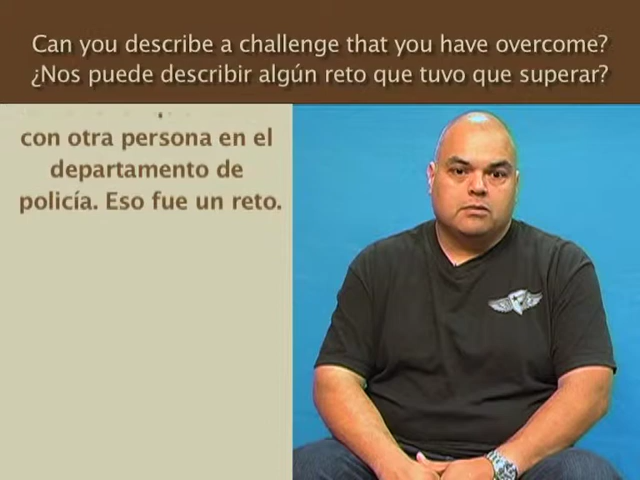 Can you describe a challenge that you have overcome?
¿Nos puede describir algún reto que tuvo que superar?
con otra persona en el
departamento de
policía. Eso fue un reto.